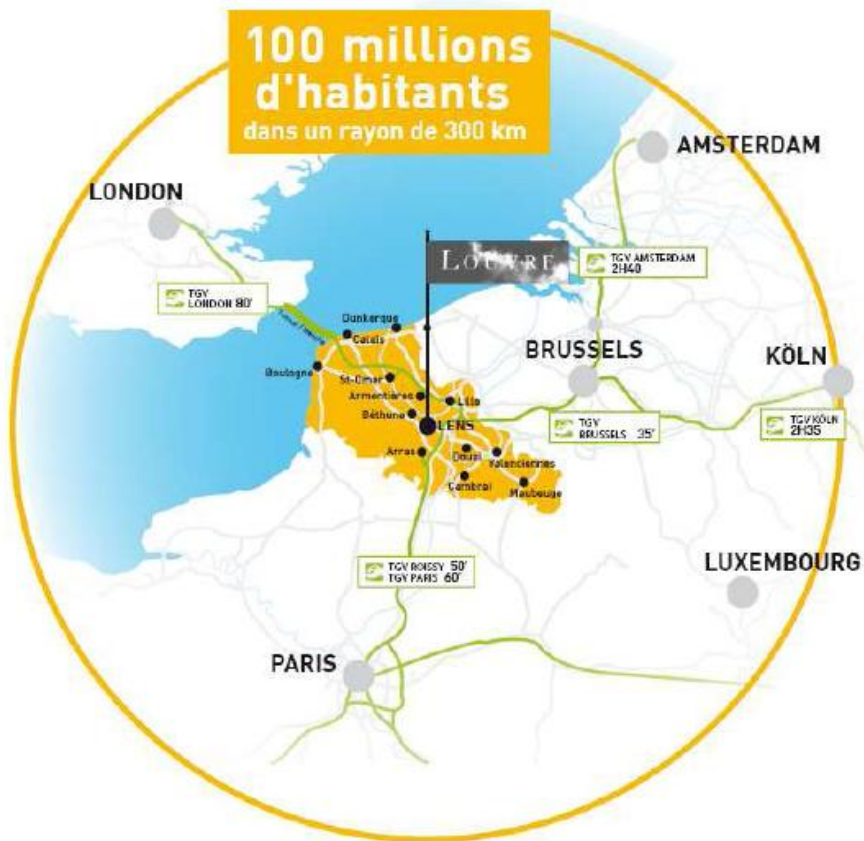 100 millions
d'habitants
dans un rayon de 300 km
AMSTERDAM
LONDON
LOUVRE
TGV AMSTERDAM
2H40
TGV
LONDON 80'
Dunkerque
Calais
BRUSSELS
KÖLN
Boulogne
St-Omer
Armentières
Lille
Béthune
LENS
TGV
BRUSSELS 35'
TGV KÖLN
2H35
Arras
Douai
Valenciennes
Cambrai
Maubeuge
TGV ROISSY 50'
TGV PARIS 60'
LUXEMBOURG
PARIS